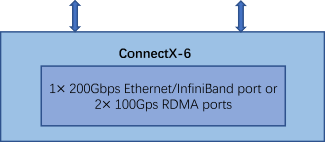 ConnectX-6
1× 200Gbps Ethernet/InfiniBand port or
2× 100Gps RDMA ports